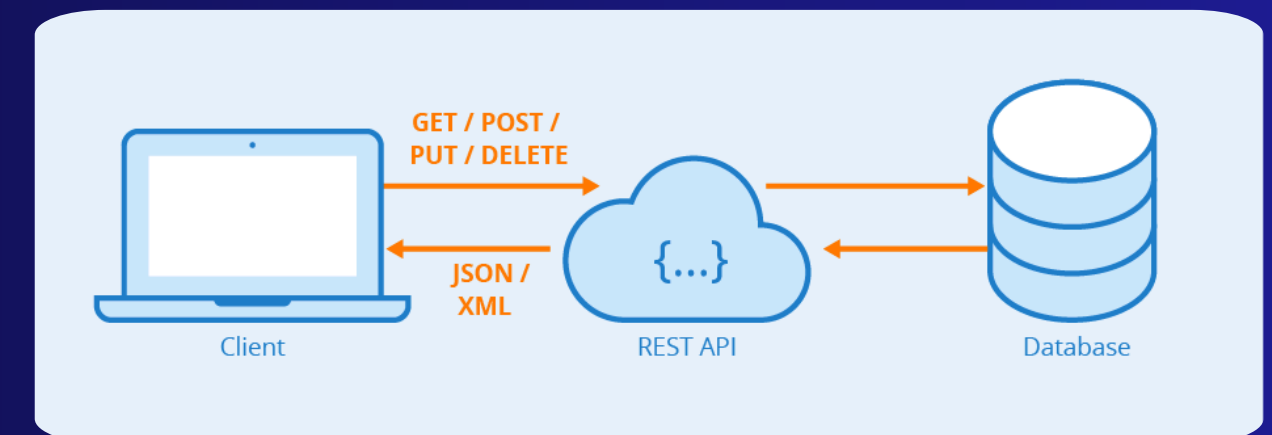 GET / POST /
PUT / DELETE
{...}
JSON /
XML
Client
REST API
Database